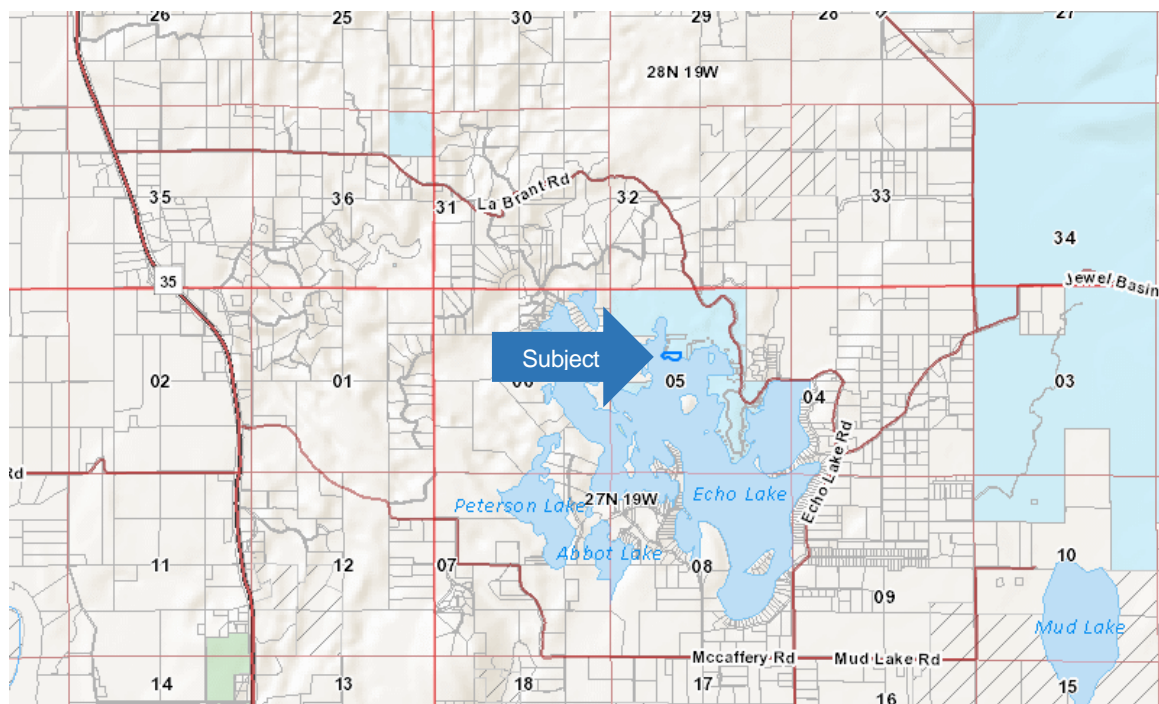 26
25
30
29
28
27
28N 19W
35
36
31
La Brant Rd
32
33
34
35
Jewel Basin
Subject
02
01
06
05
04
03
Rd
Echo Lake Rd
Peterson Lake
27N 19W
Echo Lake
Abbot Lake
11
12
07
08
09
10
Mud Lake
Mccaffery Rd
Mud Lake Rd
14
13
18
17
16
15